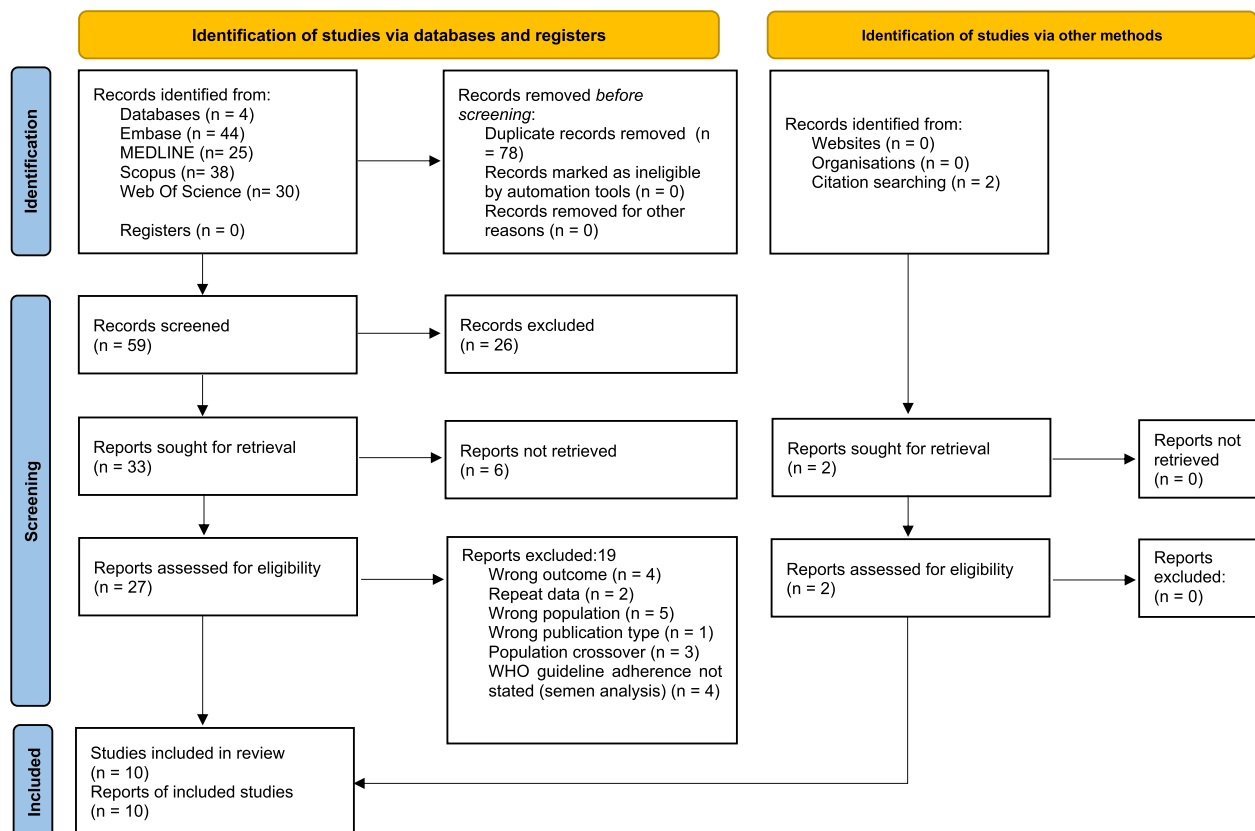 Identification of studies via databases and registers
Identification of studies via other methods
Identification
Records identified from:
Databases (n = 4)
Embase (n = 44)
MEDLINE (n= 25)
Scopus (n= 38)
Web Of Science (n= 30)
Registers (n = 0)
Records removed before
screening:
Duplicate records removed (n
= 78)
Records marked as ineligible
by automation tools (n = 0)
Records removed for other
reasons (n = 0)
Records identified from:
Websites (n = 0)
Organisations (n = 0)
Citation searching (n = 2)
Screening
Records screened
(n = 59)
Records excluded
(n = 26)
Reports sought for retrieval
(n = 33)
Reports not retrieved
(n = 6)
Reports sought for retrieval
(n = 2)
Reports not
retrieved
(n = 0)
Reports assessed for eligibility
(n = 27)
Reports excluded:19
Wrong outcome (n = 4)
Repeat data (n = 2)
Wrong population (n = 5)
Wrong publication type (n = 1)
Population crossover (n = 3)
WHO guideline adherence not
stated (semen analysis) (n = 4)
Reports assessed for eligibility
(n = 2)
Reports
excluded:
(n = 0)
Included
Studies included in review
(n = 10)
Reports of included studies
(n = 10)